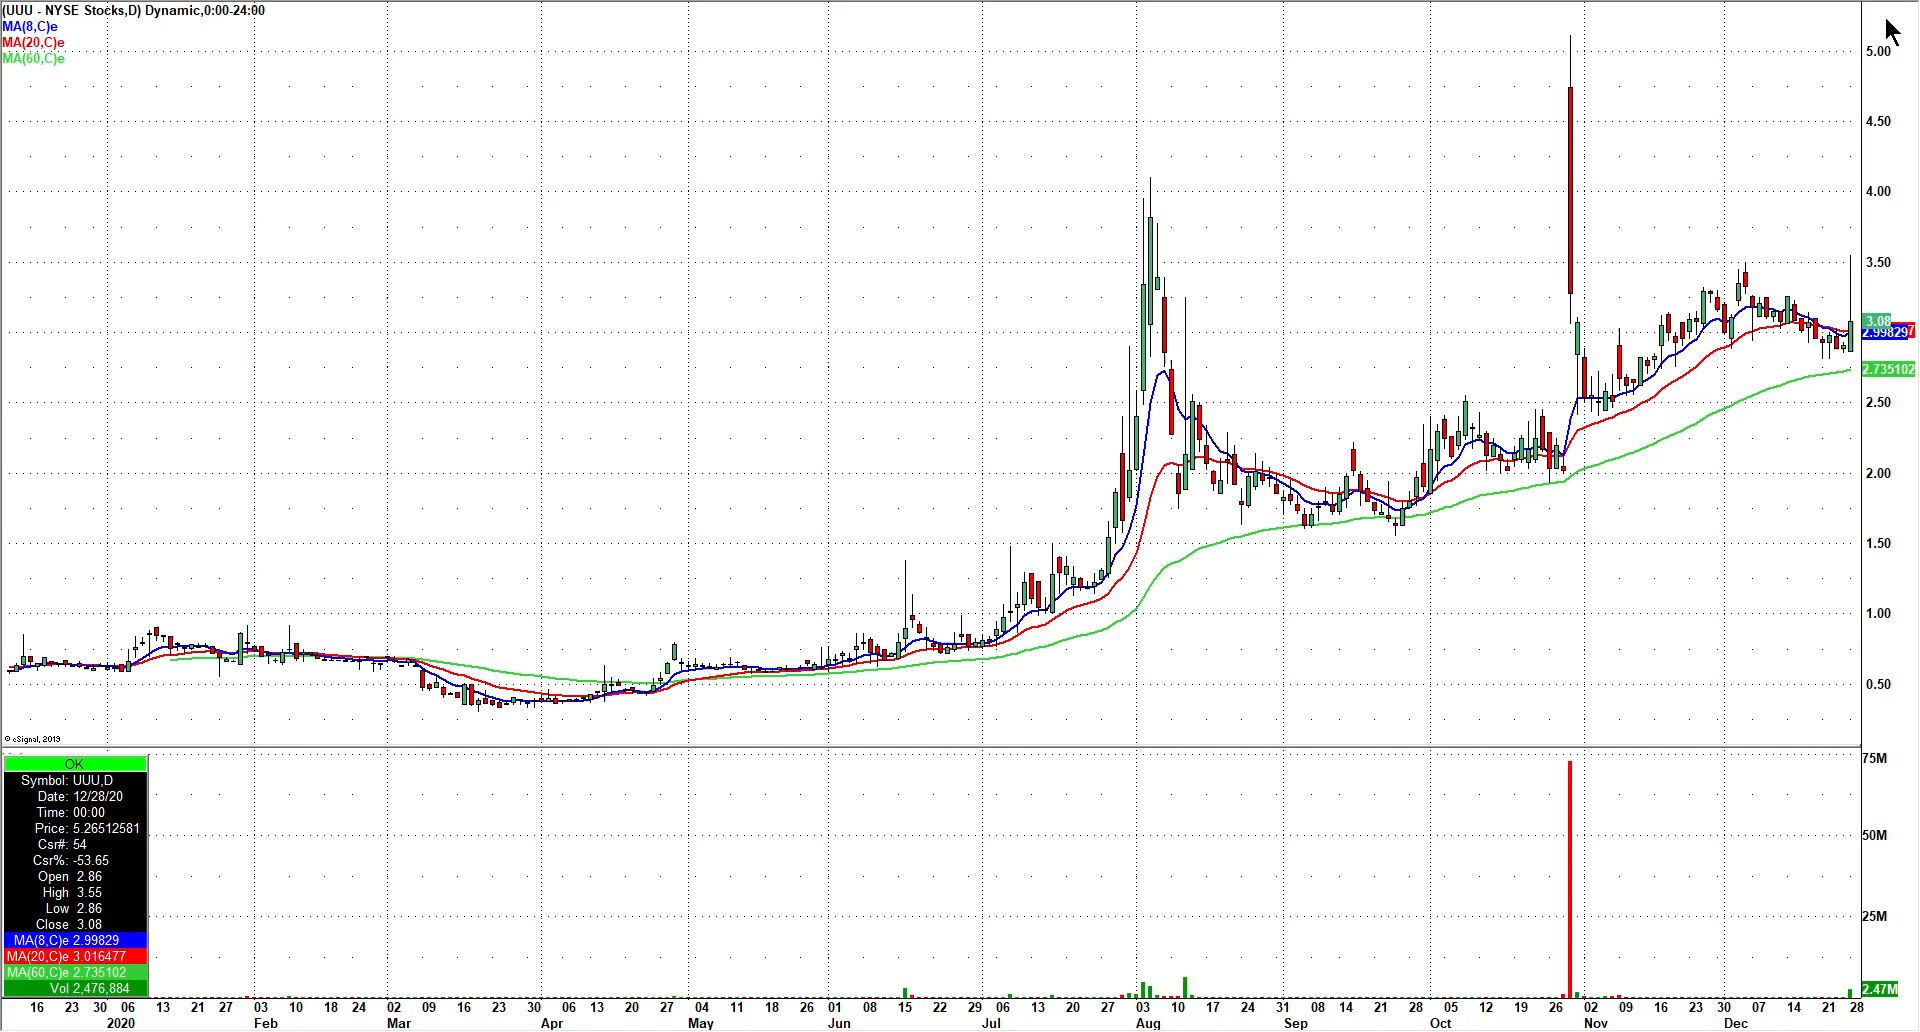 (UUU - NYSE Stocks,D) Dynamic,0:00-24:00
MA(8,C)e
MA(20,C)e
MA(60,C)e
5.00
4.50
4.00
3.50
3.08
2.99829
2.735102
2.50
2.00
1.50
1.00
0.50
© eSignal, 2019
75M
50M
25M
2.47M
OK
Symbol: UUU,D
Date: 12/28/20
Time: 00:00
Price: 5.26512581
Csr#: 54
Csr%: -53.65
Open 2.86
High 3.55
Low 2.86
Close 3.08
MA(8,C)e 2.99829
MA(20,C)e 3.016477
MA(60,C)e 2.735102
Vol 2,476,884
16 23 30 06 13 21 27 03 10 18 24 02 09 16 23 30 06 13 20 27 04 11 18 26 01 08 15 22 29 06 13 20 27 03 10 17 24 31 08 14 21 28 05 12 19 26 02 09 16 23 30 07 14 21 28
2020 Feb Mar Apr May Jun Jul Aug Sep Oct Nov Dec